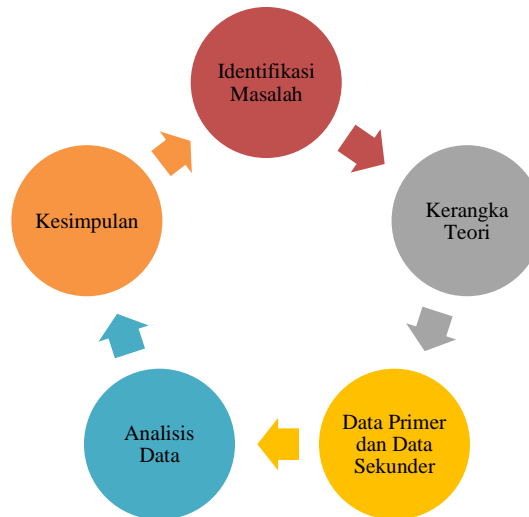 Identifikasi
Masalah
Kerangka
Teori
Data Primer
dan Data
Sekunder
Analisis
Data
Kesimpulan